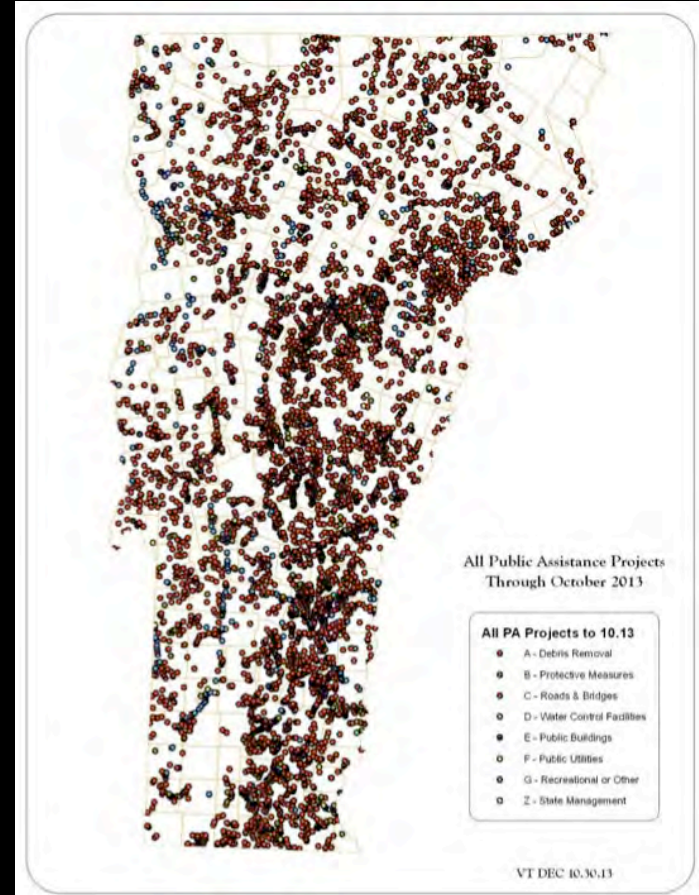 All Public Assistance Projects
Through October 2013
All PA Projects to 10.13
A - Debris Removal
B - Protective Measures
C - Roads & Bridges
D - Water Control Facilities
E - Public Buildings
F - Public Utilities
G - Recreational or Other
Z - State Management
VT DEC 10.30.13